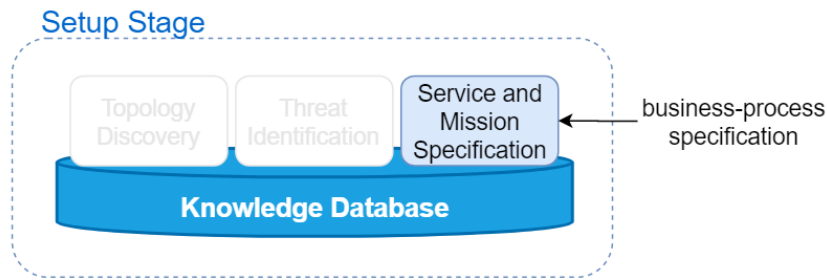 Setup Stage
Topology
Discovery
Threat
Identification
Service and
Mission
Specification
business-process
specification
Knowledge Database